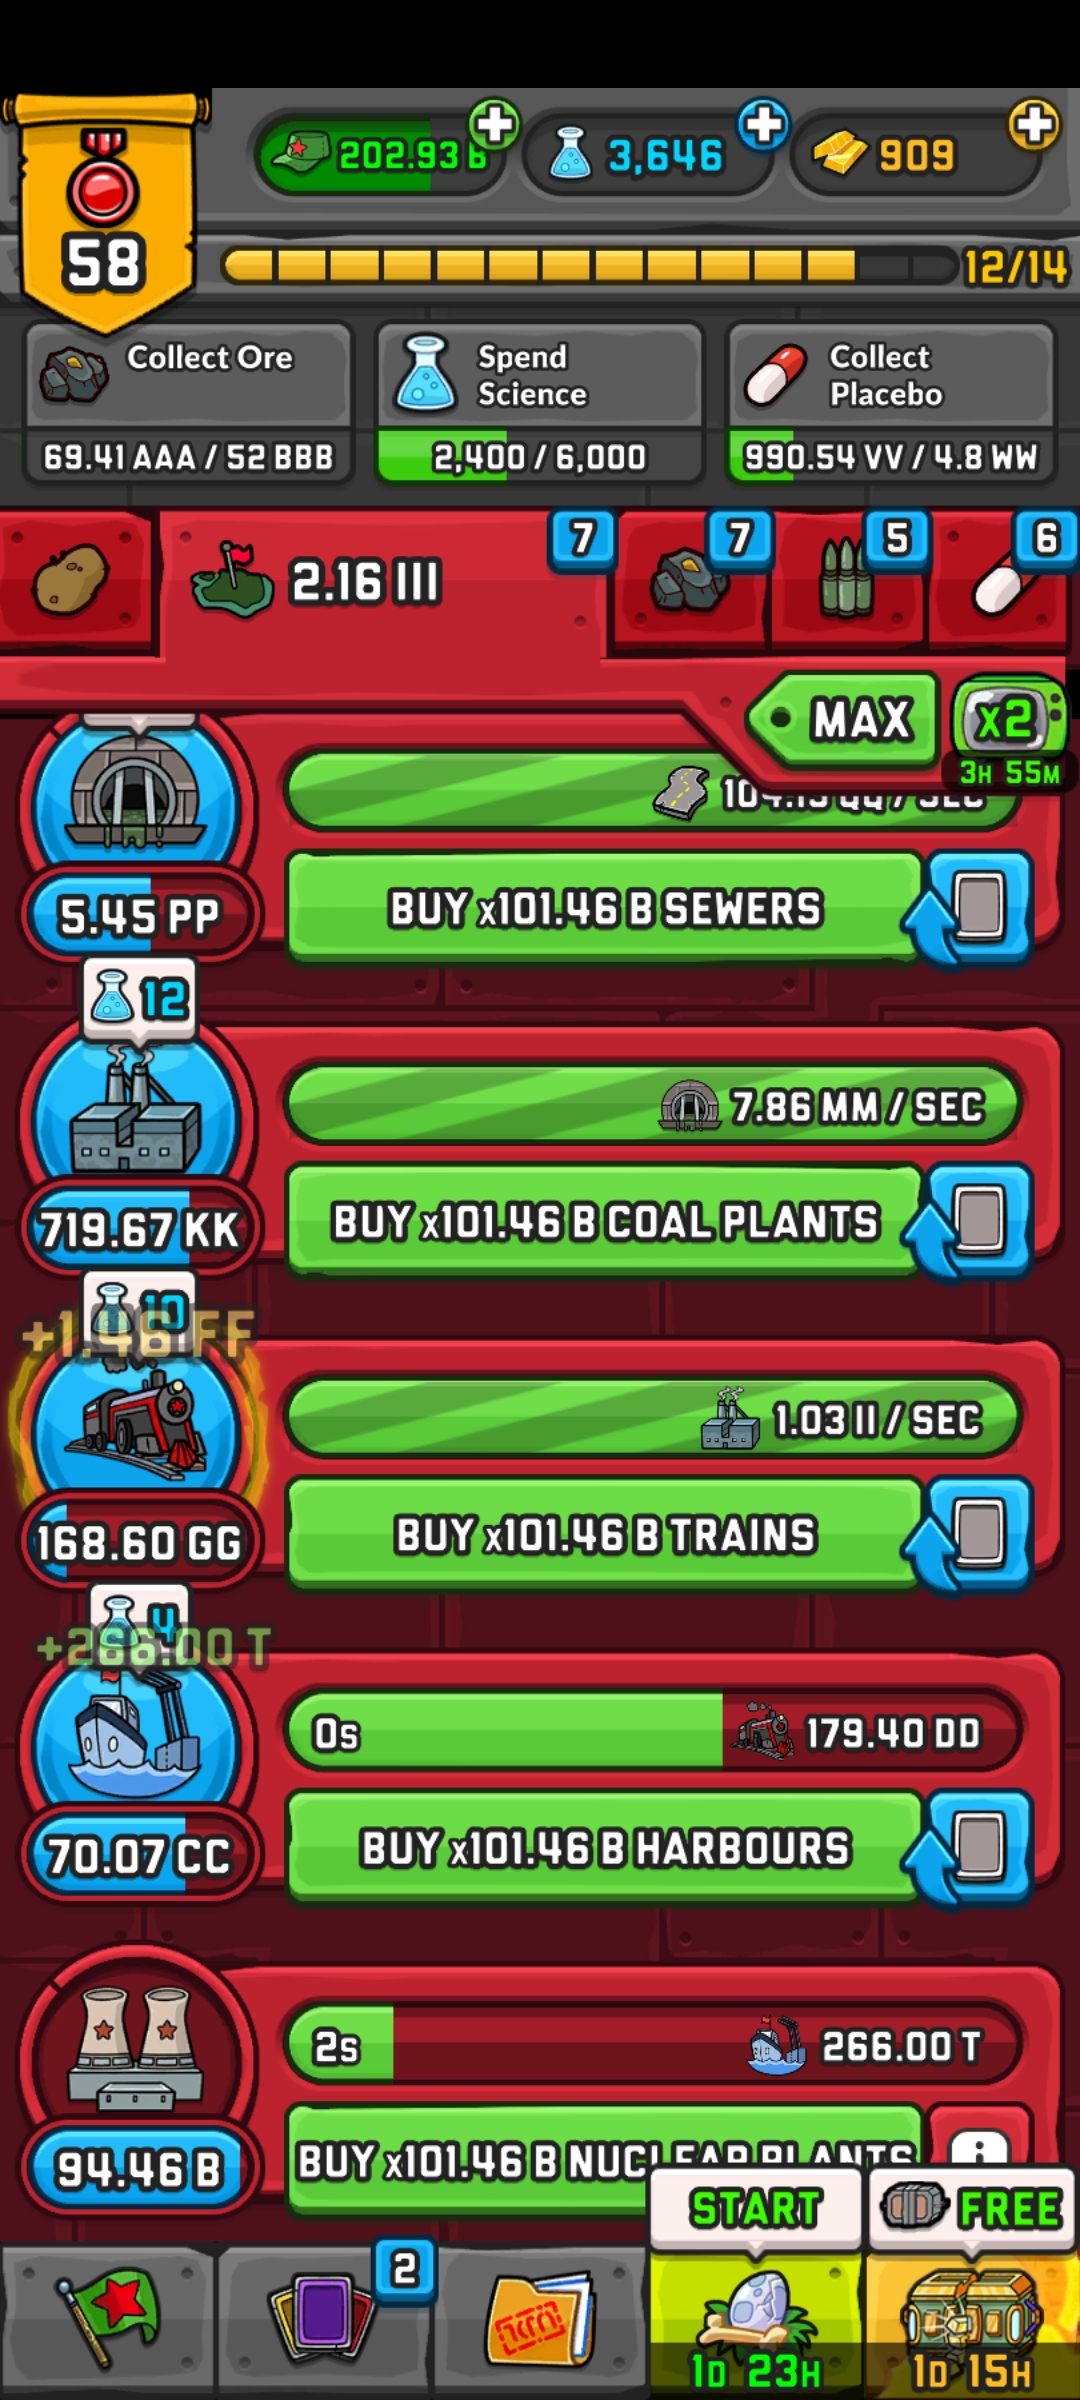 202.93 B
3,646
909
58
12/14
Collect Ore
69.41 AAA / 52 BBB
Spend
Science
2,400 / 6,000
Collect
Placebo
990.54 VV / 4.8 WW
2.16 III
7
7
5
6
MAX
x2
3H 55M
5.45 PP
BUY x101.46 B SEWERS
12
7.86 MM / SEC
719.67 KK
BUY x101.46 B COAL PLANTS
10
+1.46 FF
1.03 II / SEC
168.60 GG
BUY x101.46 B TRAINS
4
+266.00 T
0s
179.40 DD
70.07 CC
BUY x101.46 B HARBOURS
2s
266.00 T
94.46 B
BUY x101.46 B NUCLEAR PLANTS
START
FREE
2
1D 23H
1D 15H